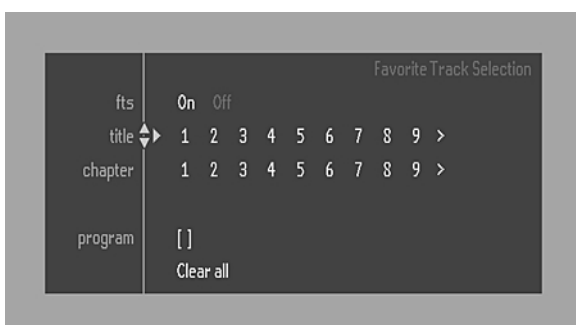 Favorite Track Selection
fts On Off
title 1 2 3 4 5 6 7 8 9 >
chapter 1 2 3 4 5 6 7 8 9 >
program [ ]
Clear all